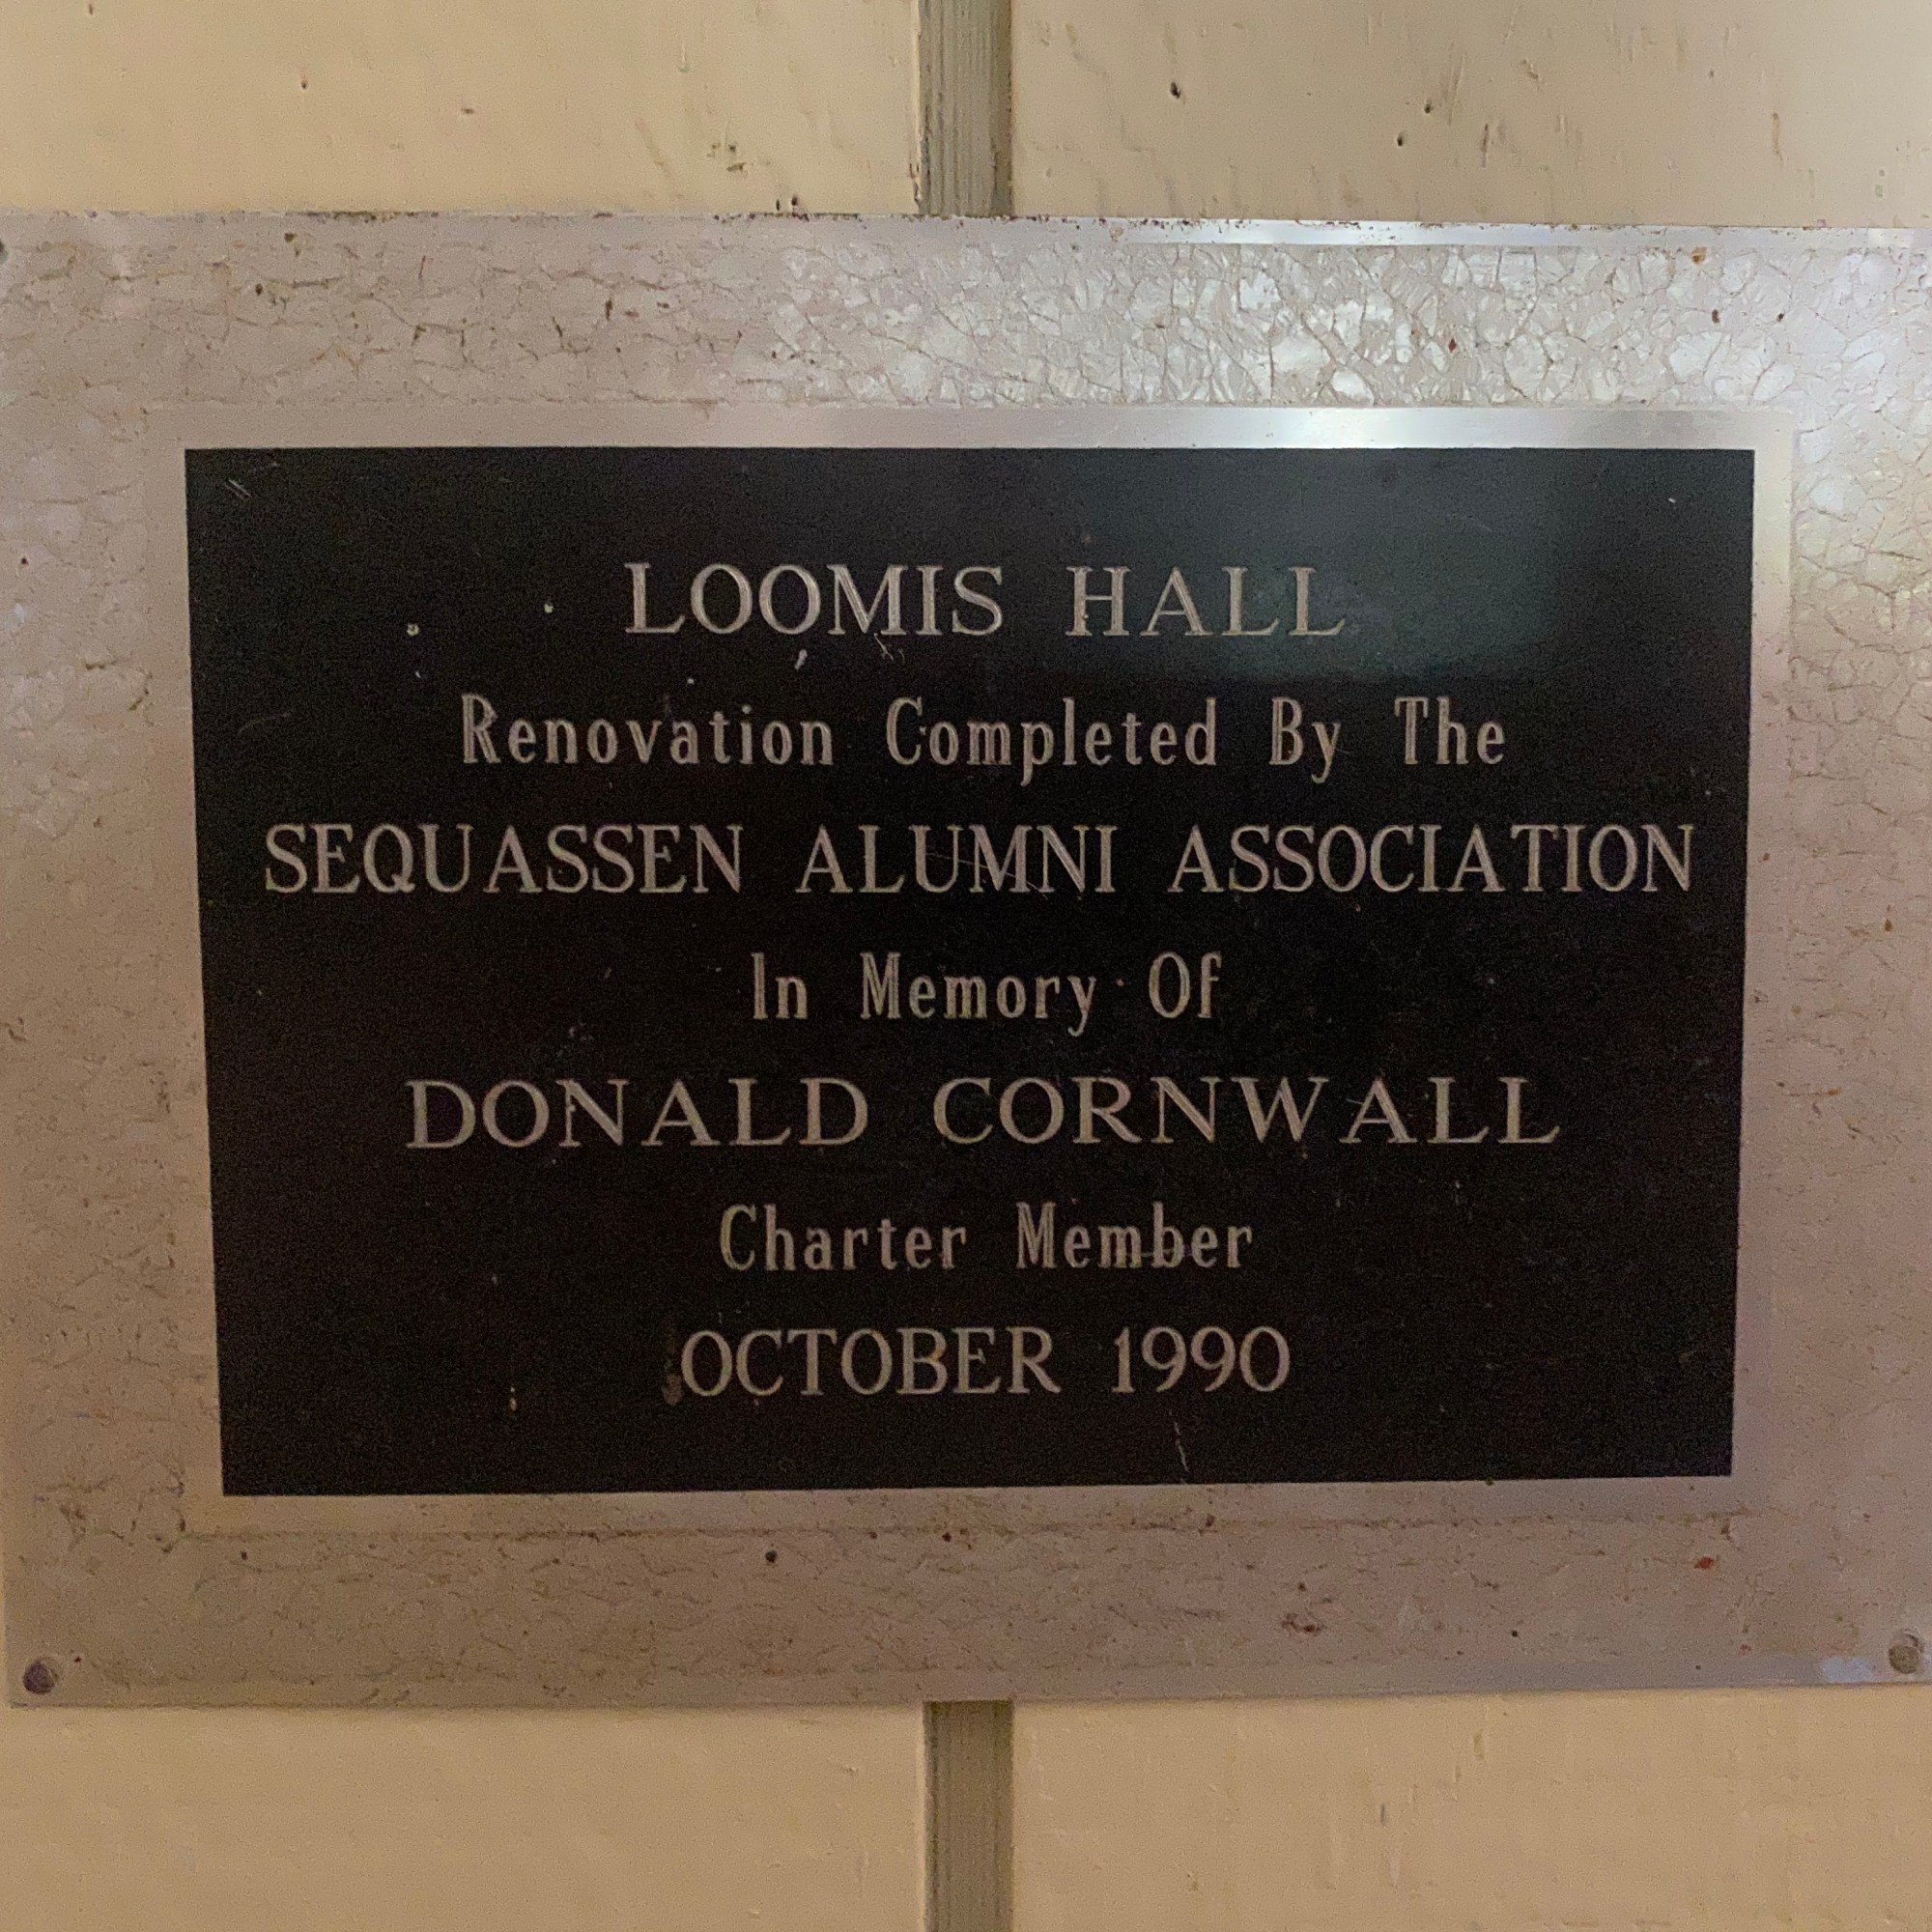 LOOMIS HALL
Renovation Completed By The
SEQUASSEN ALUMNI ASSOCIATION
In Memory Of
DONALD CORNWALL
Charter Member
OCTOBER 1990